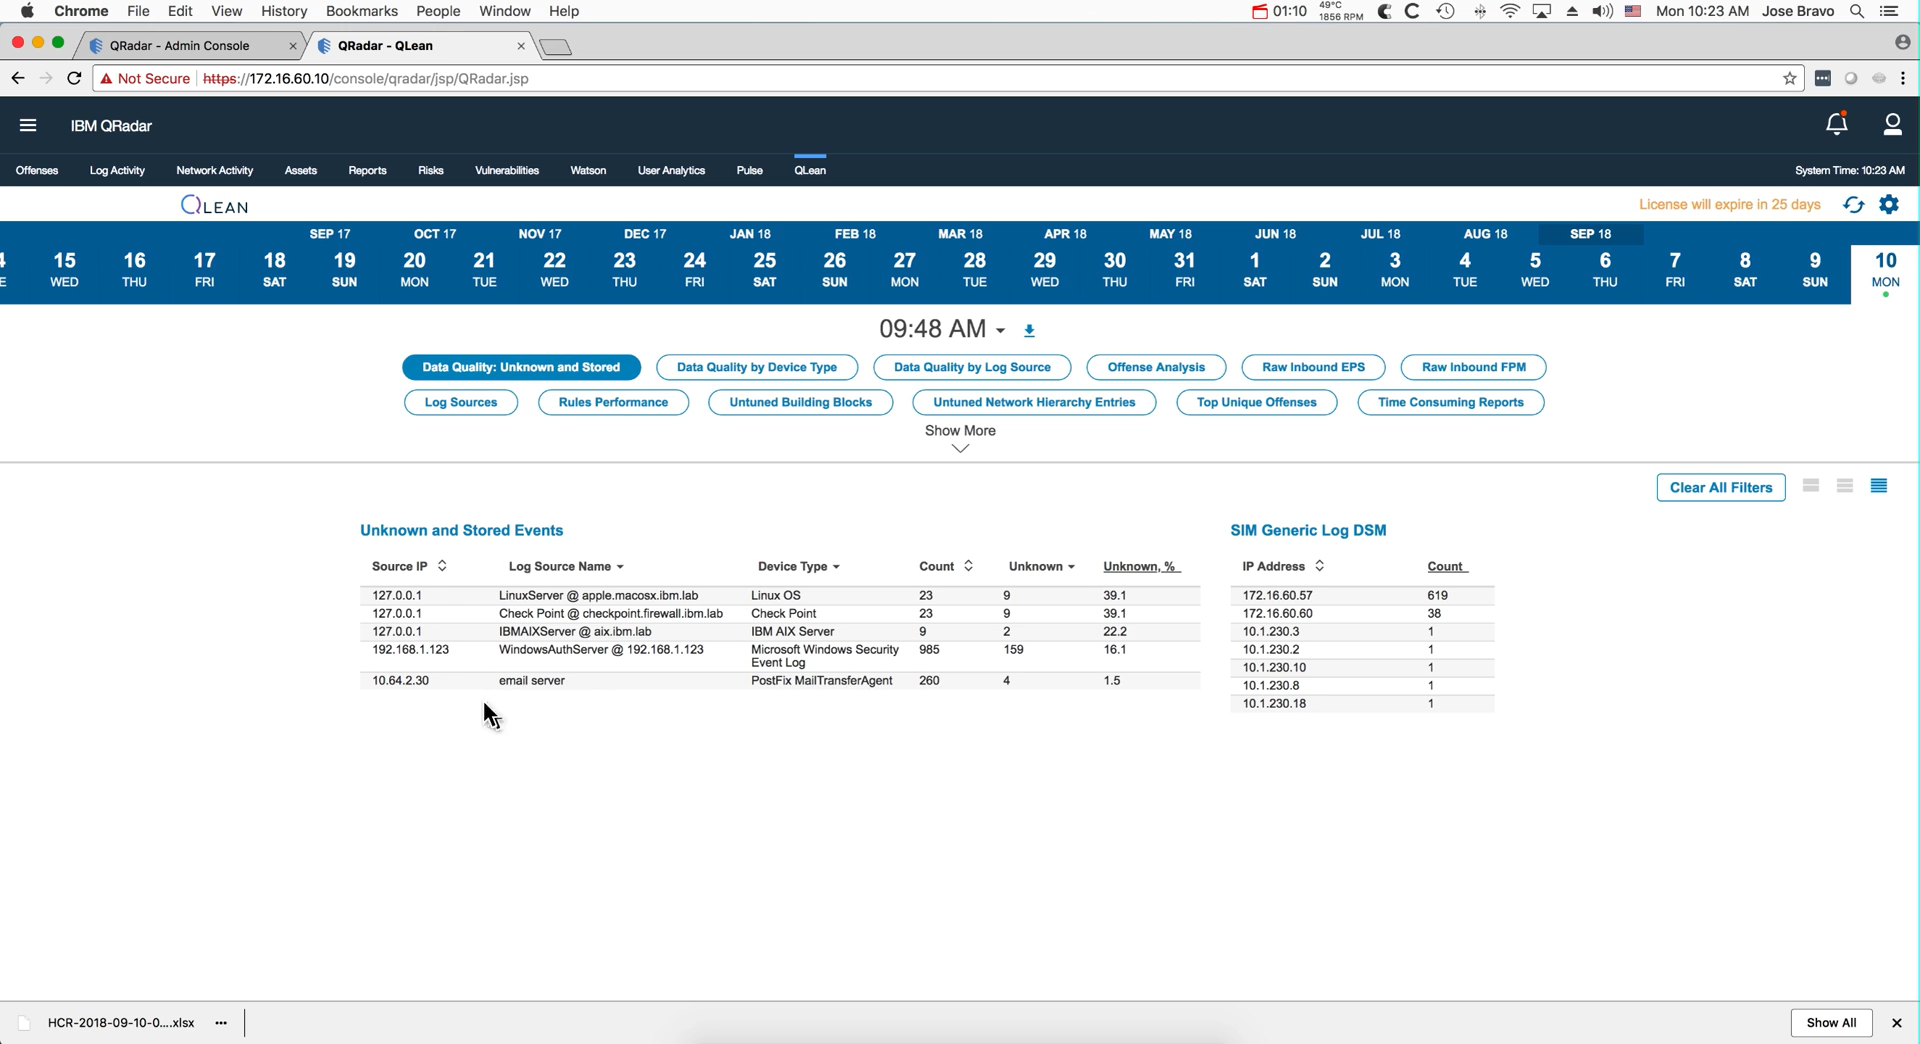 Chrome File Edit View History Bookmarks People Window Help 01:10 49°C 1856 RPM Mon 10:23 AM Jose Bravo
QRadar - Admin Console QRadar - QLean
Not Secure https://172.16.60.10/console/qradar/jsp/QRadar.jsp
IBM QRadar
Offenses Log Activity Network Activity Assets Reports Risks Vulnerabilities Watson User Analytics Pulse QLean System Time: 10:23 AM
QLEAN License will expire in 25 days
SEP 17 OCT 17 NOV 17 DEC 17 JAN 18 FEB 18 MAR 18 APR 18 MAY 18 JUN 18 JUL 18 AUG 18 SEP 18
4 15 16 17 18 19 20 21 22 23 24 25 26 27 28 29 30 31 1 2 3 4 5 6 7 8 9 10
E WED THU FRI SAT SUN MON TUE WED THU FRI SAT SUN MON TUE WED THU FRI SAT SUN MON TUE WED THU FRI SAT SUN MON
09:48 AM
Data Quality: Unknown and Stored Data Quality by Device Type Data Quality by Log Source Offense Analysis Raw Inbound EPS Raw Inbound FPM
Log Sources Rules Performance Untuned Building Blocks Untuned Network Hierarchy Entries Top Unique Offenses Time Consuming Reports
Show More
Clear All Filters
Unknown and Stored Events
Source IP Log Source Name Device Type Count Unknown Unknown, %
127.0.0.1 LinuxServer @ apple.macosx.ibm.lab Linux OS 23 9 39.1
127.0.0.1 Check Point @ checkpoint.firewall.ibm.lab Check Point 23 9 39.1
127.0.0.1 IBMAIXServer @ aix.ibm.lab IBM AIX Server 9 2 22.2
192.168.1.123 WindowsAuthServer @ 192.168.1.123 Microsoft Windows Security 985 159 16.1
Event Log
10.64.2.30 email server PostFix MailTransferAgent 260 4 1.5
SIM Generic Log DSM
IP Address Count
172.16.60.57 619
172.16.60.60 38
10.1.230.3 1
10.1.230.2 1
10.1.230.10 1
10.1.230.8 1
10.1.230.18 1
HCR-2018-09-10-0....xlsx Show All